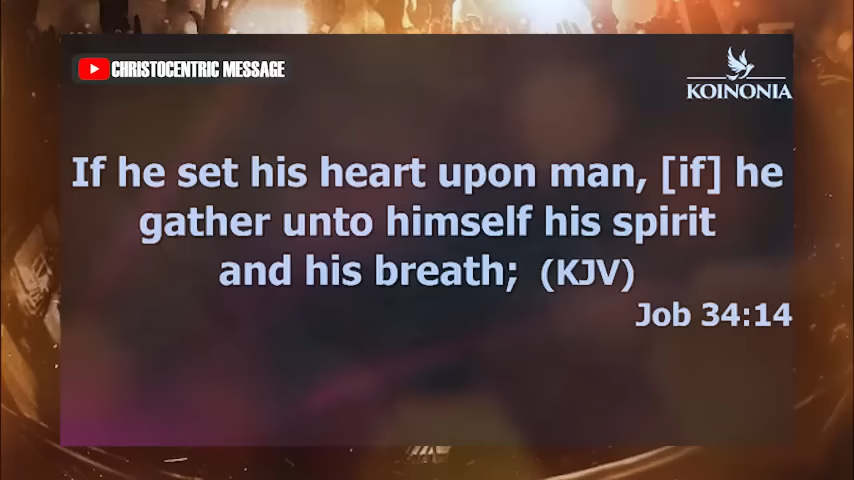 CHRISTOCENTRIC MESSAGE
KOINONIA
If he set his heart upon man, [if] he
gather unto himself his spirit
and his breath; (KJV)
Job 34:14